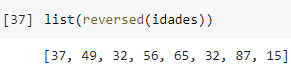 [37] list(reversed(idades))
[37, 49, 32, 56, 65, 32, 87, 15]